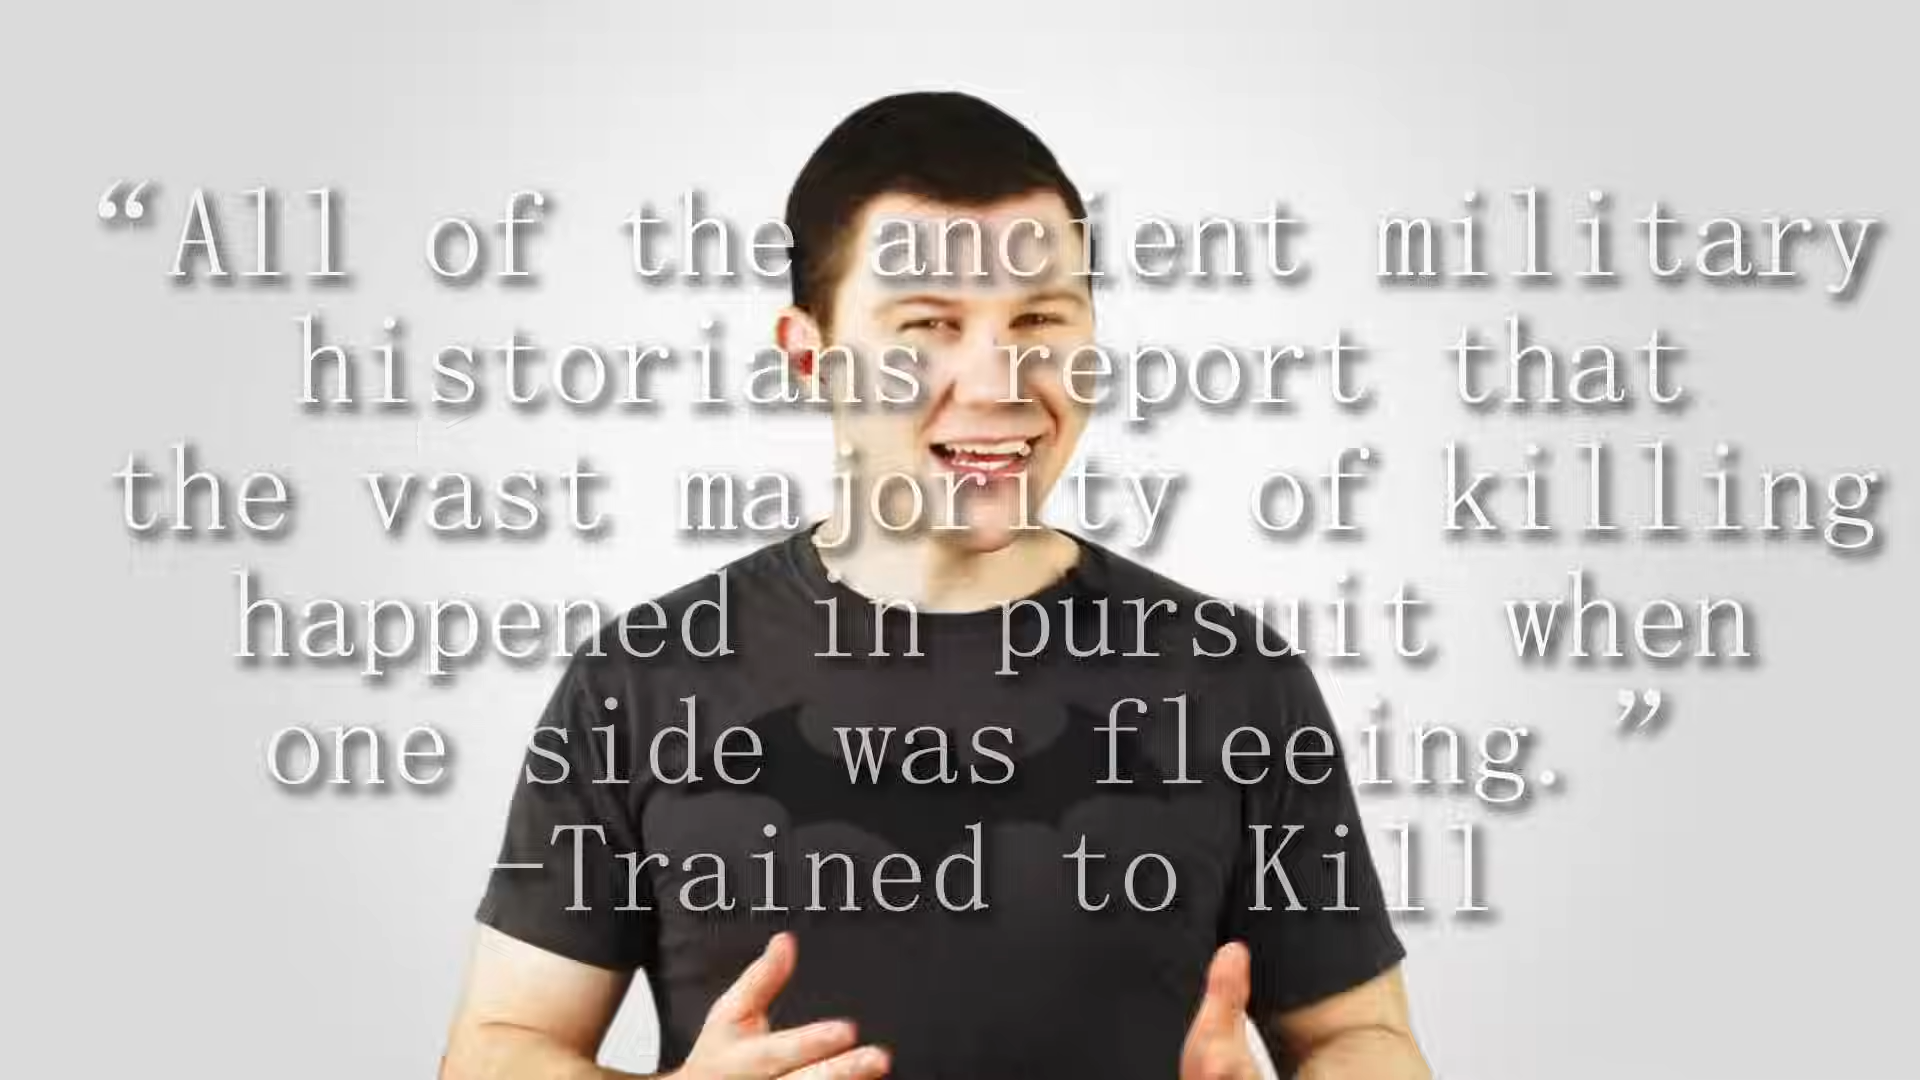 “All of the ancient military
historians report that
the vast majority of killing
happened in pursuit when
one side was fleeing.”
-Trained to Kill